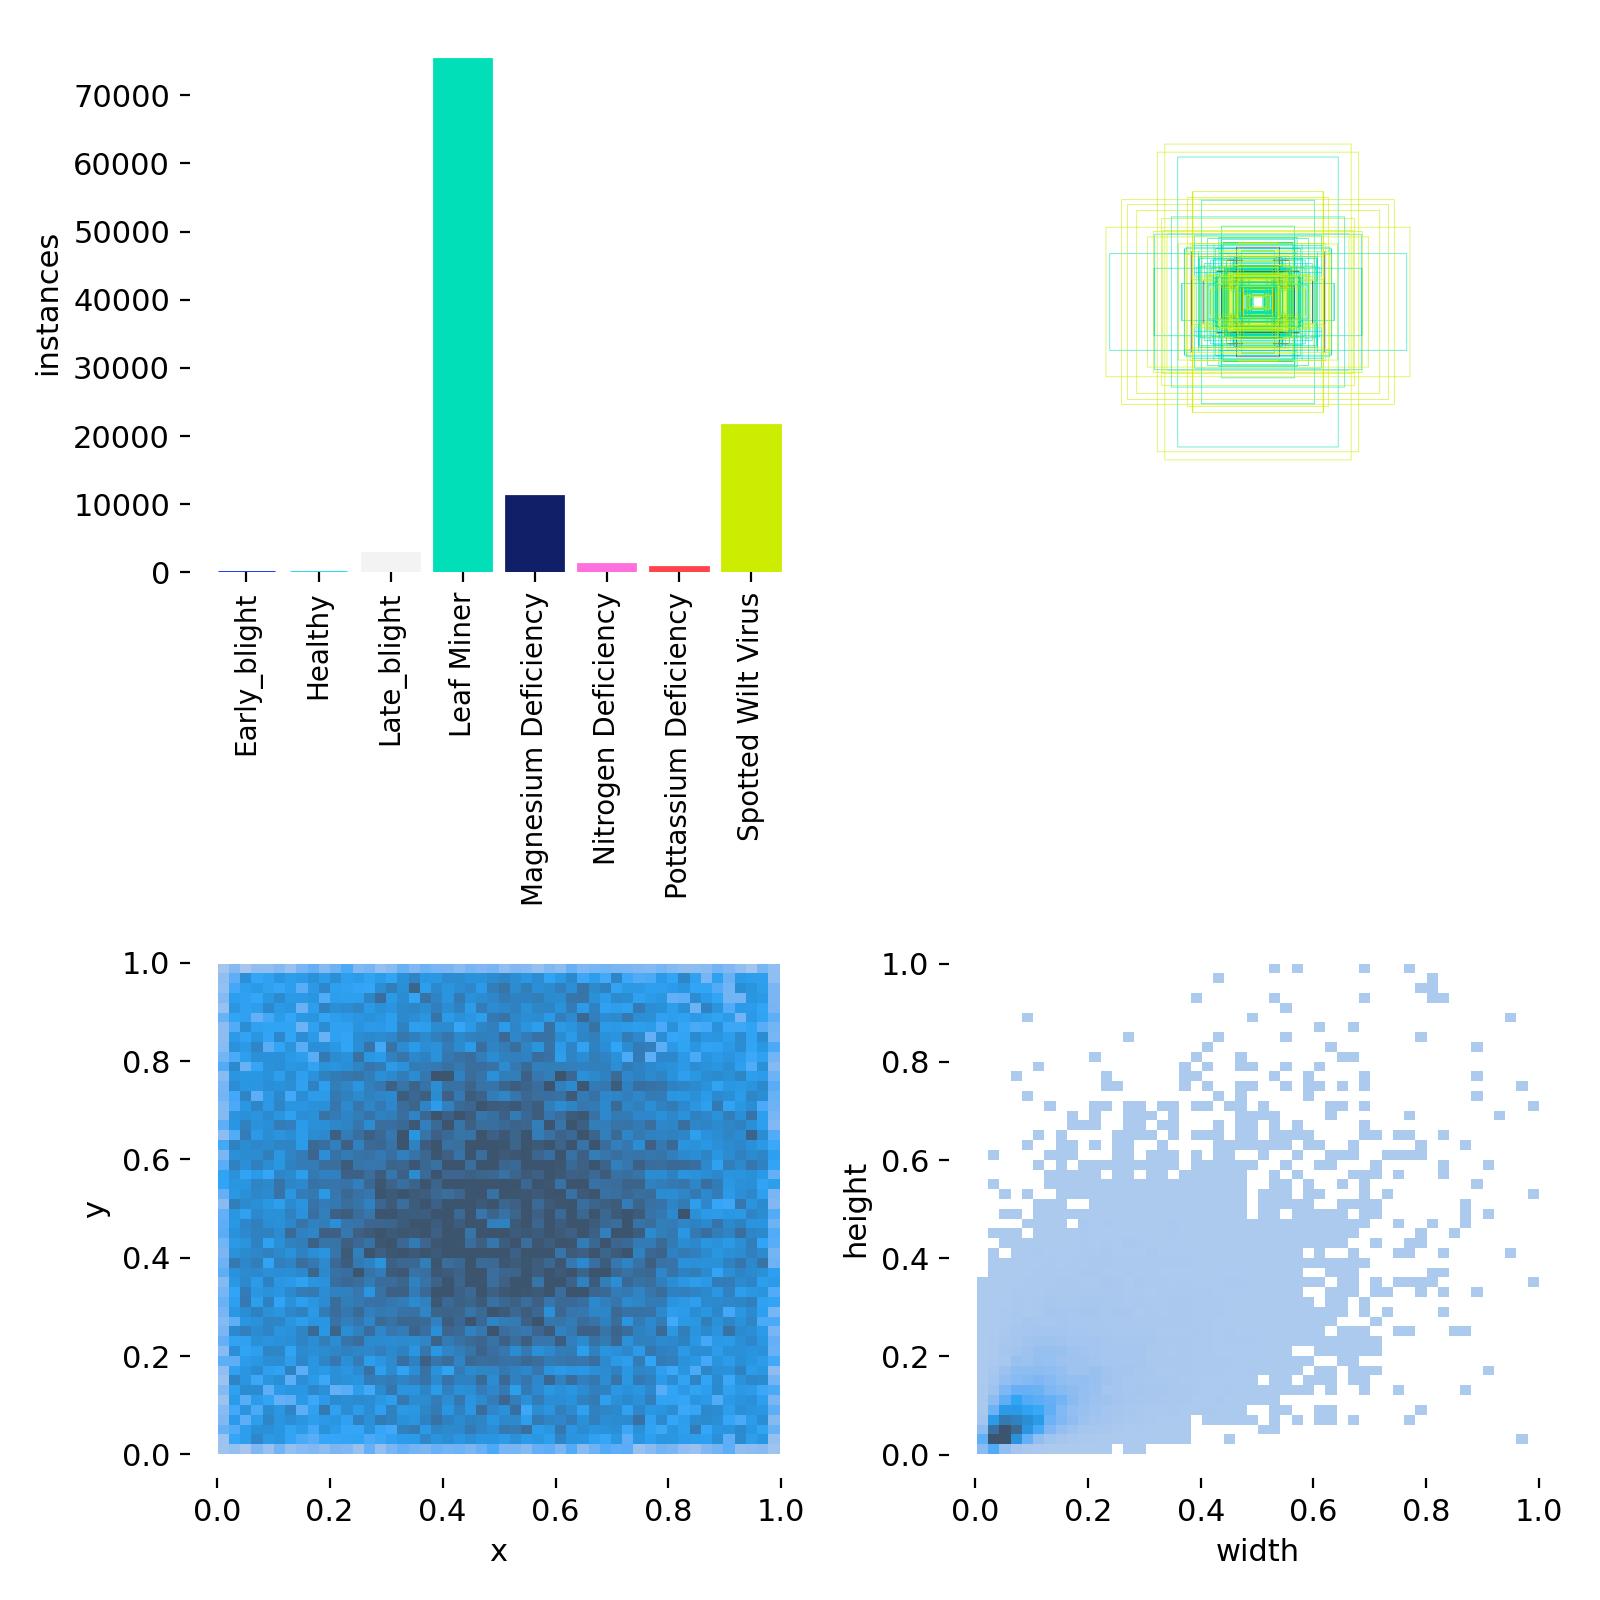 70000
60000
50000
40000
30000
20000
10000
0
instances
Early_blight
Healthy
Late_blight
Leaf Miner
Magnesium Deficiency
Nitrogen Deficiency
Pottassium Deficiency
Spotted Wilt Virus
1.0
0.8
0.6
0.4
0.2
0.0
y
0.0 0.2 0.4 0.6 0.8 1.0
x
1.0
0.8
0.6
0.4
0.2
0.0
height
0.0 0.2 0.4 0.6 0.8 1.0
width